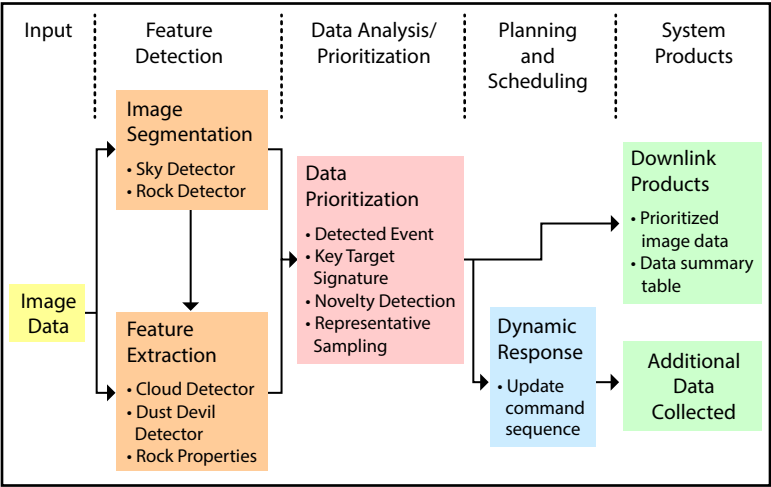 Input
Feature
Detection
Data Analysis/
Prioritization
Planning
and
Scheduling
System
Products
Image
Data
Image
Segmentation
• Sky Detector
• Rock Detector
Feature
Extraction
• Cloud Detector
• Dust Devil
Detector
• Rock Properties
Data
Prioritization
• Detected Event
• Key Target
Signature
• Novelty Detection
• Representative
Sampling
Dynamic
Response
• Update
command
sequence
Downlink
Products
• Prioritized
image data
• Data summary
table
Additional
Data
Collected